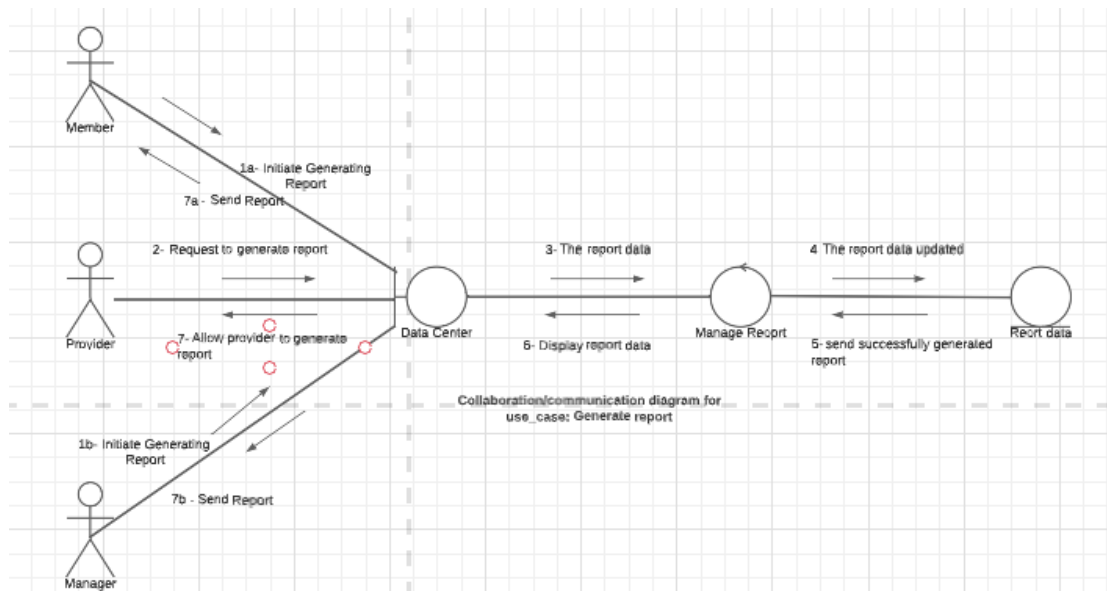 Member
1a- Initiate Generating
Report
7a - Send Report
2- Request to generate report
3- The report data
4 The report data updated
Data Center
Manage Report
Reort data
Provider
7- Allow provider to generate
report
6- Display report data
5- send successfully generated
report
Collaboration/communication diagram for
use_case: Generate report
1b- Initiate Generating
Report
7b - Send Report
Manager